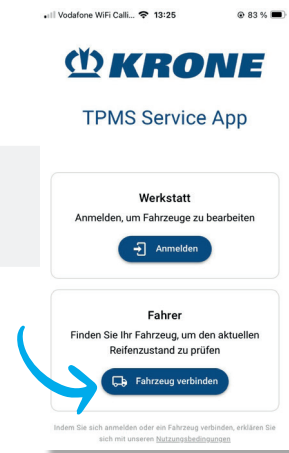 Vodafone WiFi Calli... 13:25 83 %
KRONE
TPMS Service App
Werkstatt
Anmelden, um Fahrzeuge zu bearbeiten
Anmelden
Fahrer
Finden Sie Ihr Fahrzeug, um den aktuellen
Reifenzustand zu prüfen
Fahrzeug verbinden
Indem Sie sich anmelden oder ein Fahrzeug verbinden, erklären Sie
sich mit unseren Nutzungsbedingungen